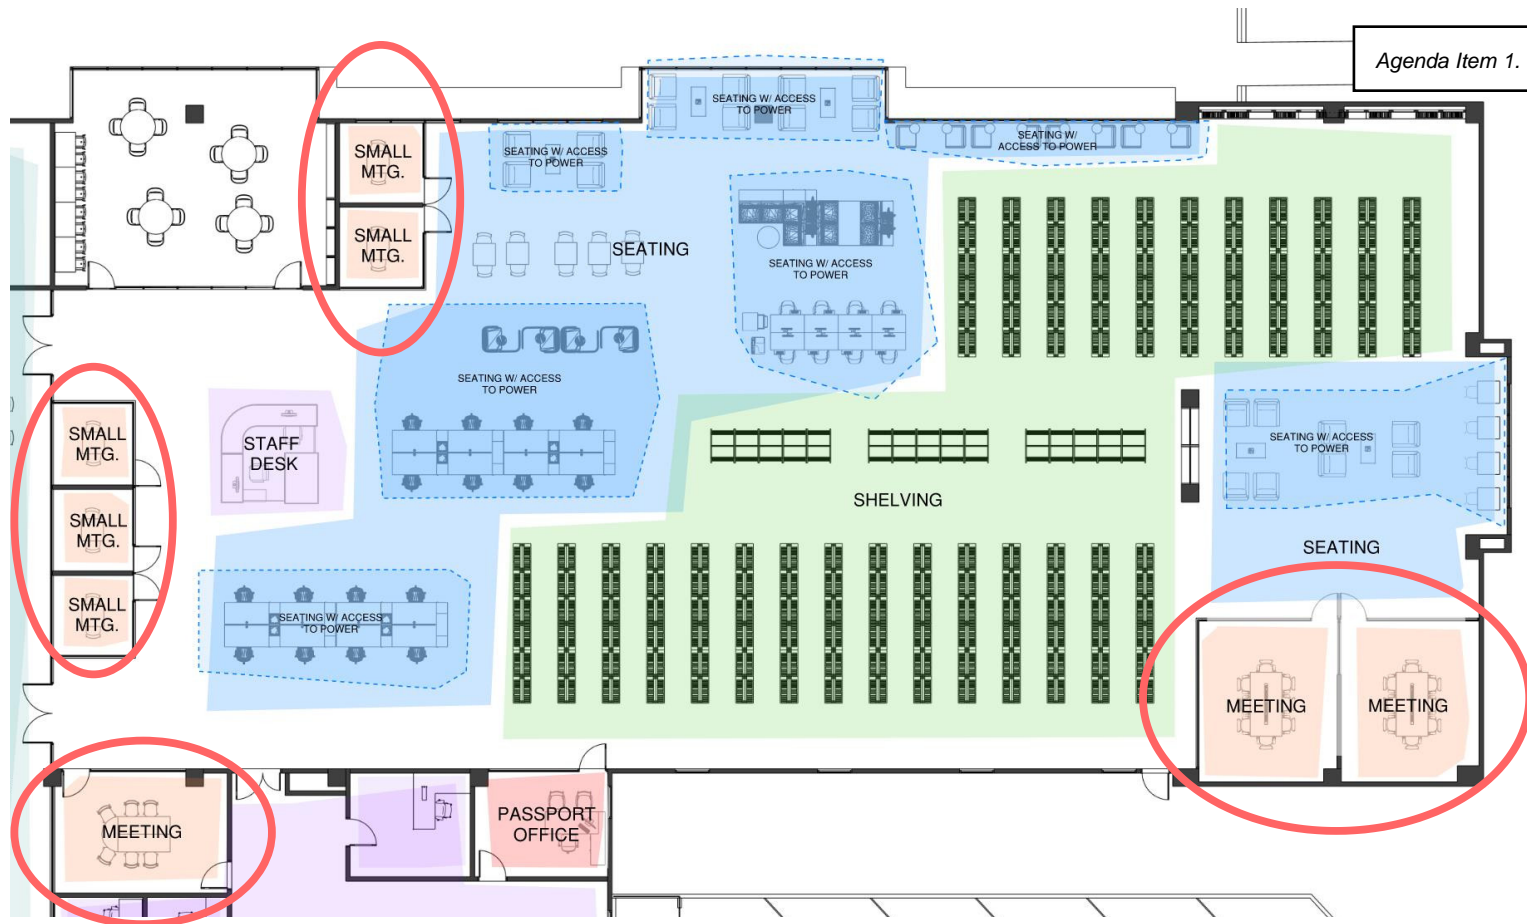 Agenda Item 1.
SEATING W/ ACCESS
TO POWER
SEATING W/
ACCESS TO POWER
SEATING W/ ACCESS
TO POWER
SMALL
MTG.
SMALL
MTG.
SEATING
SEATING W/ ACCESS
TO POWER
SEATING W/ ACCESS
TO POWER
SMALL
MTG.
STAFF
DESK
SEATING W/ ACCESS
TO POWER
SHELVING
SMALL
MTG.
SEATING
SMALL
MTG.
SEATING W/ ACCESS
TO POWER
MEETING
MEETING
MEETING
PASSPORT
OFFICE